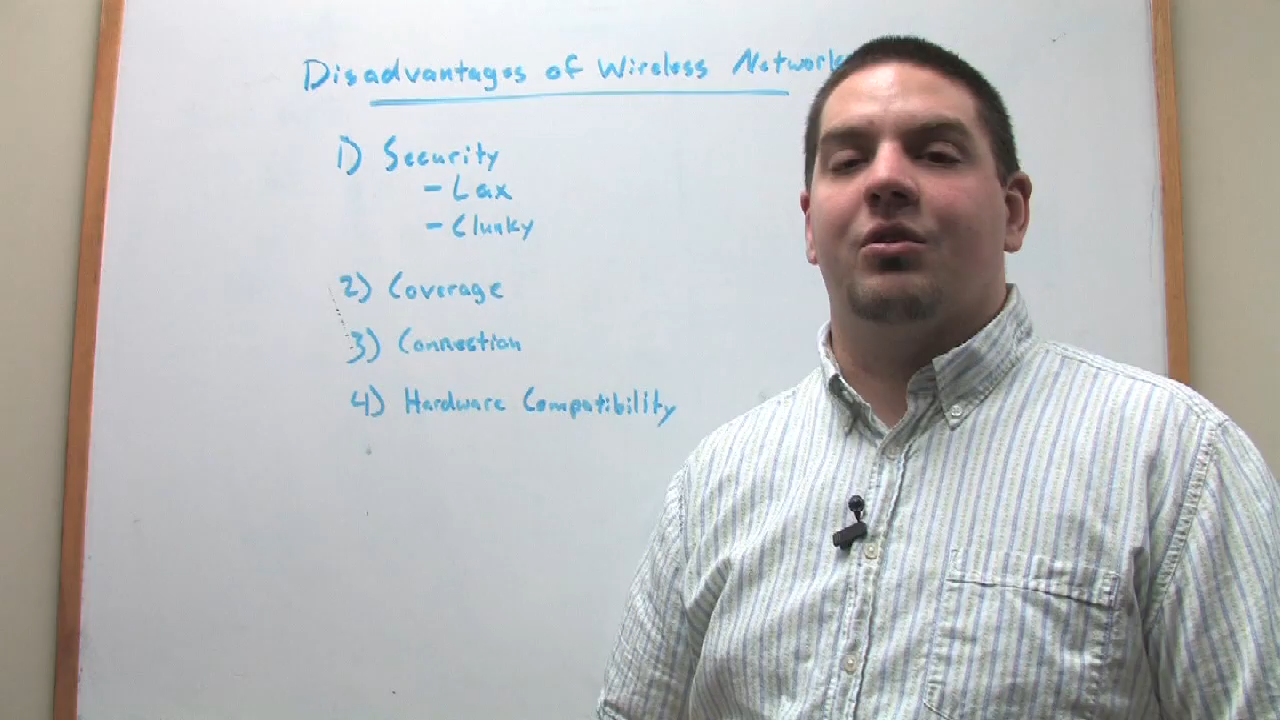 Disadvantages of Wireless Network
1) Security
- Lax
- Clunky
2) Coverage
3) Connection
4) Hardware Compatibility